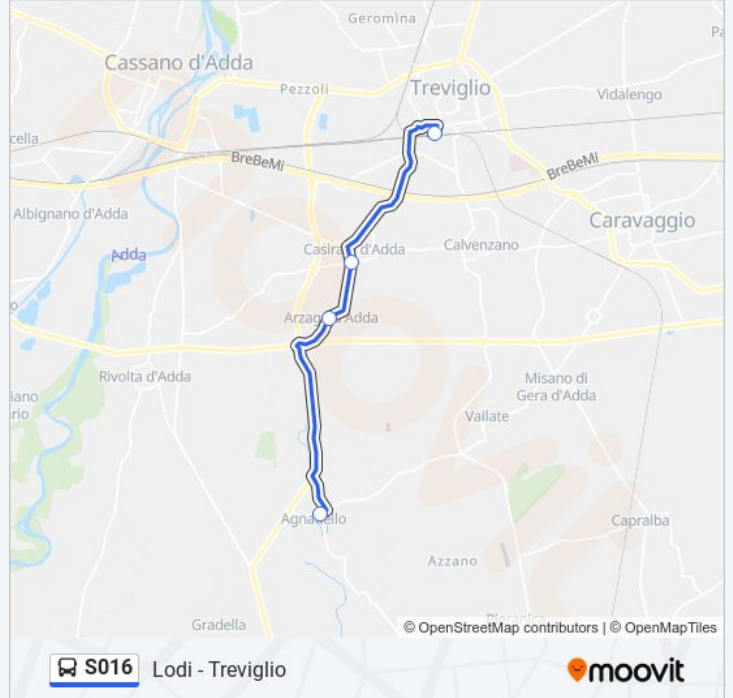 Geromina
Cassano d'Adda
Treviglio
Pezzoli
Vidalengo
cella
BreBeMi
BreBeMi
Albignano d'Adda
Caravaggio
Adda
Casirate d'Adda
Calvenzano
Arzago d'Adda
Rivolta d'Adda
Misano di
Gera d'Adda
Vailate
Agnadello
Capralba
Azzano
Gradella
© OpenStreetMap contributors | © OpenMapTiles
S016 Lodi - Treviglio
moovit